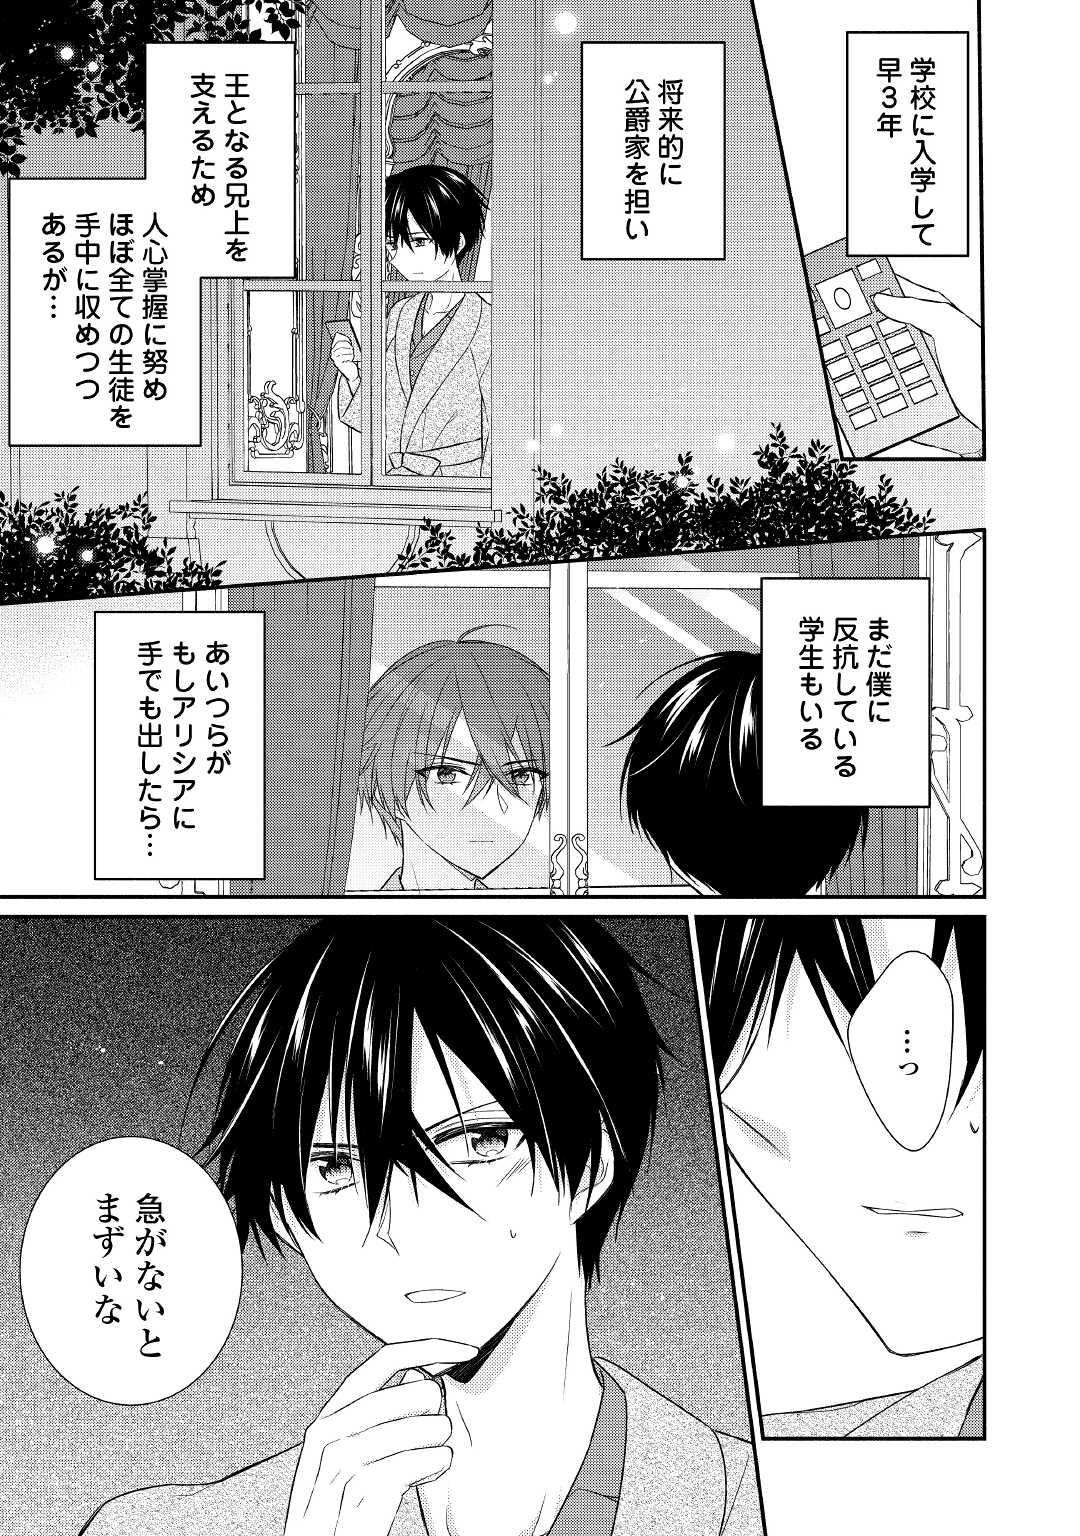 学校に入学して
早3年
将来的に
公爵家を担い
王となる兄上を
支えるため
人心掌握に努め
ほぼ全ての生徒を
手中に収めつつ
あるが…
まだ僕に
反抗している
学生もいる
あいつらが
もしアリシアに
手でも出したら…
…っ
急がないと
まずいな